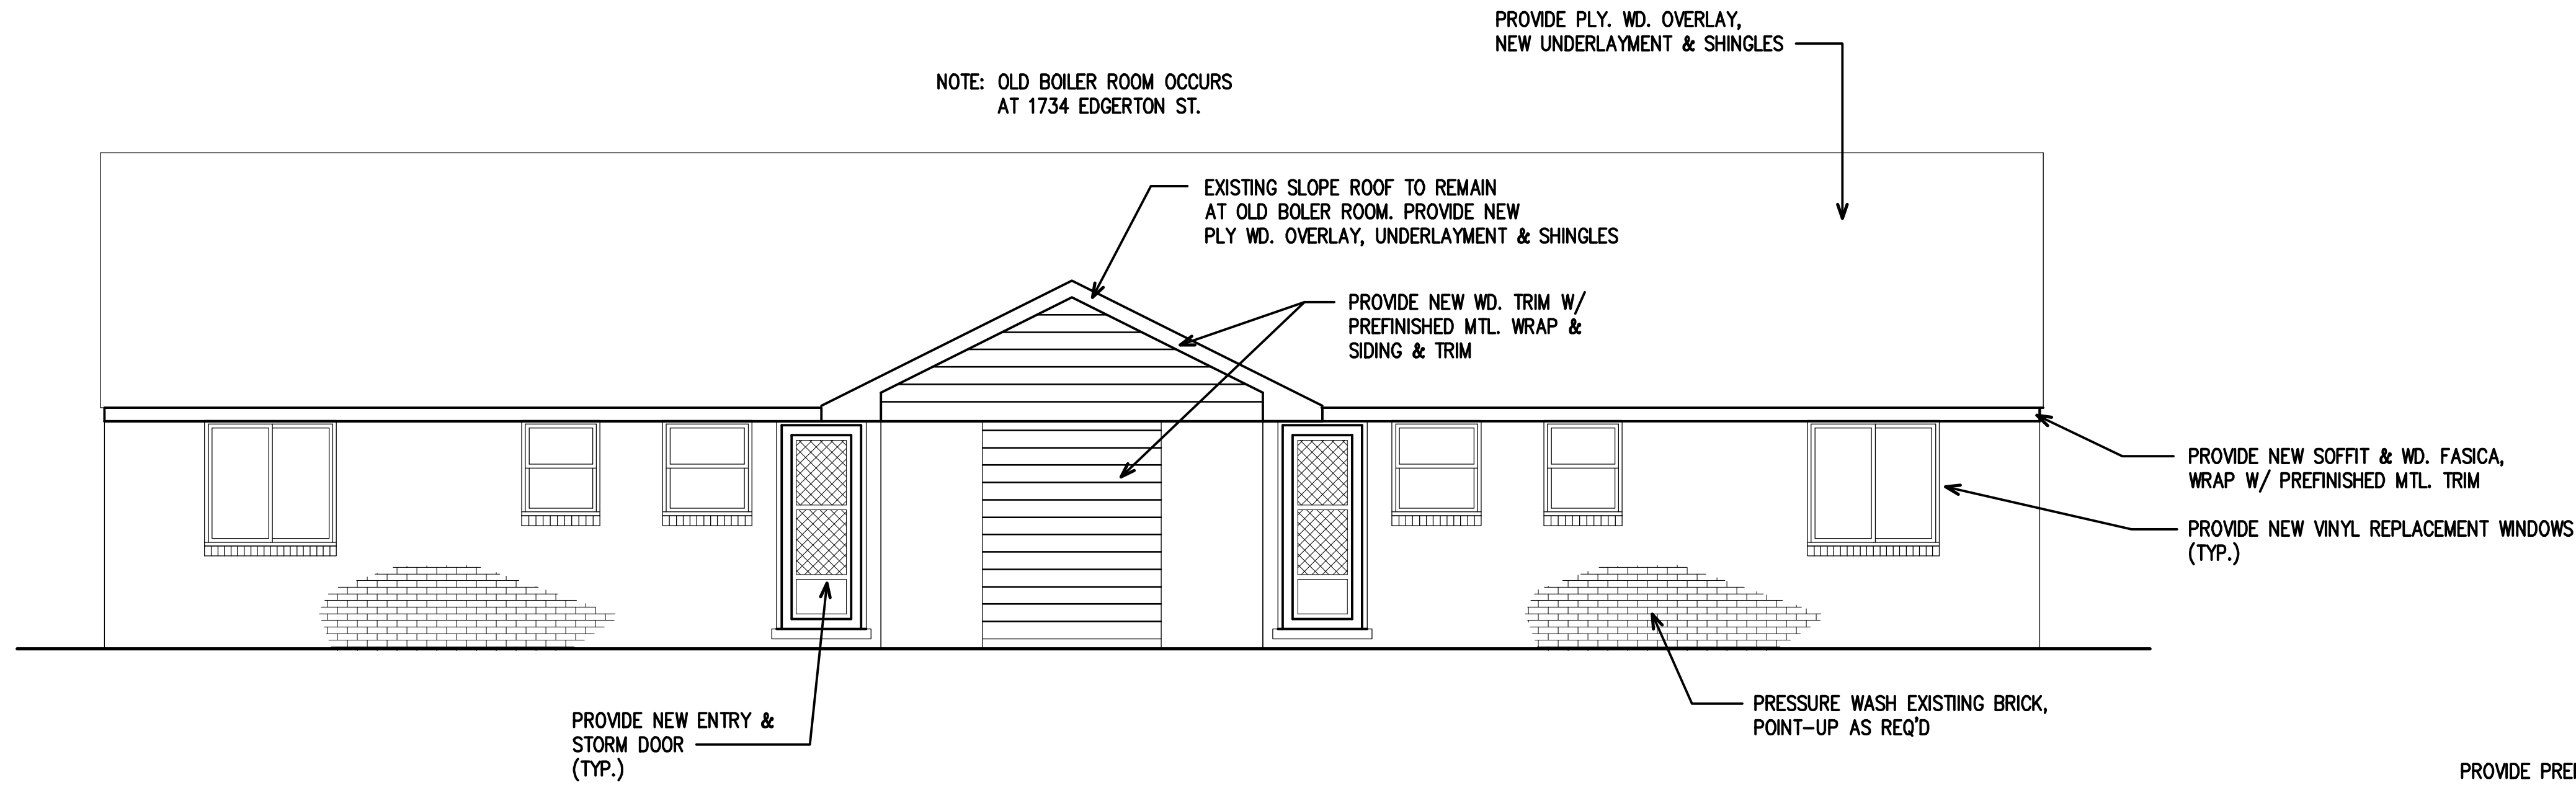 PROVIDE PLY. WD. OVERLAY,
NEW UNDERLAYMENT & SHINGLES
NOTE: OLD BOILER ROOM OCCURS
AT 1734 EDGERTON ST.
EXISTING SLOPE ROOF TO REMAIN
AT OLD BOLER ROOM. PROVIDE NEW
PLY WD. OVERLAY, UNDERLAYMENT & SHINGLES
PROVIDE NEW WD. TRIM W/
PREFINISHED MTL. WRAP &
SIDING & TRIM
PROVIDE NEW SOFFIT & WD. FASICA,
WRAP W/ PREFINISHED MTL. TRIM
PROVIDE NEW VINYL REPLACEMENT WINDOWS
(TYP.)
PROVIDE NEW ENTRY &
STORM DOOR
(TYP.)
PRESSURE WASH EXISTIING BRICK,
POINT-UP AS REQ'D
PROVIDE